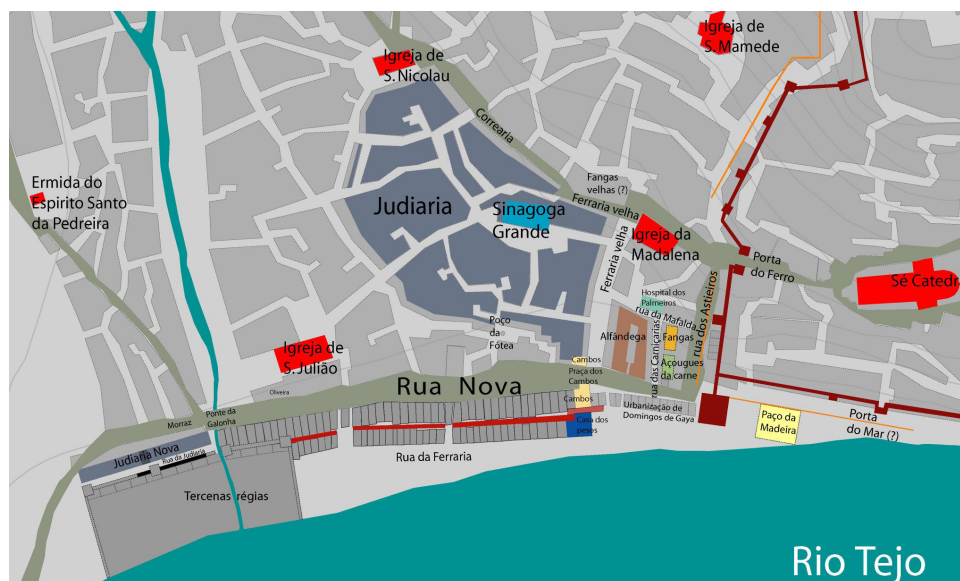 Igreja de
S. Nicolau
Igreja de
S. Mamede
Correaria
Ermida do
Espirito Santo
da Pedreira
Judiaria
Sinagoga
Grande
Fangas
velhas (?)
Ferraria velha
Igreja da
Madalena
Ferraria velha
Porta
do Ferro
Sé Catedra
Hospital dos
Palmeiros
rua da Mafalda
rua dos Astieiros
Poço
da
Fótea
Alfândega
rua das Carniçarias
Fangas
Açougues
da carne
Igreja de
S. Julião
Oliveira
Rua Nova
Cambos
Praça dos
Cambos
Cambos
Casa dos
pesos
Urbanização de
Domingos de Gaya
Paço da
Madeira
Porta
do Mar (?)
Morraz
Ponte da
Galonha
Judiaria Nova
Rua da Judiaria
Rua da Ferraria
Tercenas régias
Rio Tejo